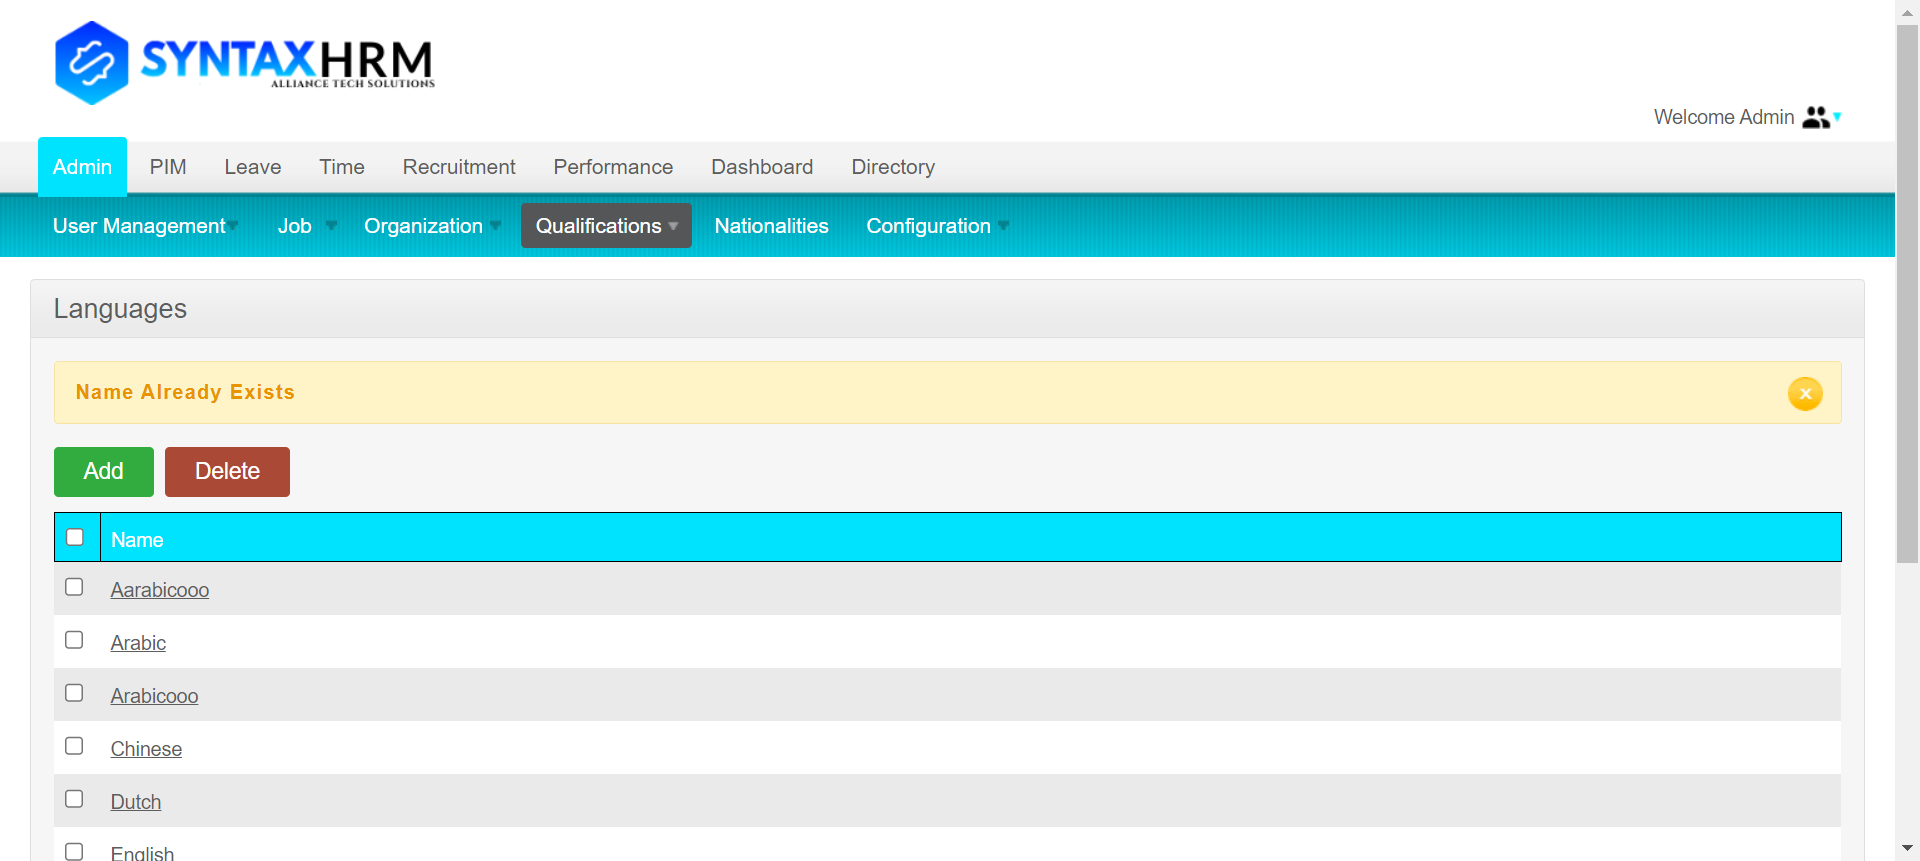 SYNTAXHRM
ALLIANCE TECH SOLUTIONS
Welcome Admin
Admin PIM Leave Time Recruitment Performance Dashboard Directory
User Management Job Organization Qualifications Nationalities Configuration
Languages
Name Already Exists
Add Delete
Name
Aarabicooo
Arabic
Arabicooo
Chinese
Dutch
English